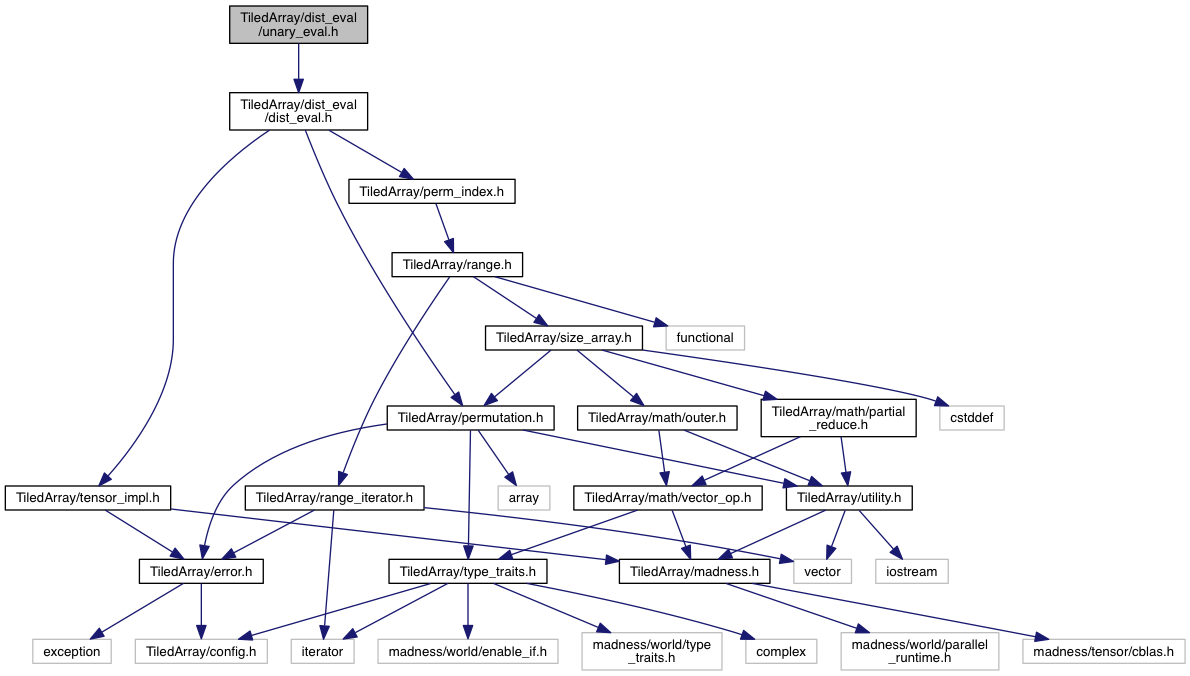 TiledArray/dist_eval
/unary_eval.h
TiledArray/dist_eval
/dist_eval.h
TiledArray/perm_index.h
TiledArray/range.h
TiledArray/size_array.h
functional
TiledArray/permutation.h
TiledArray/math/outer.h
TiledArray/math/partial
_reduce.h
cstddef
TiledArray/tensor_impl.h
TiledArray/range_iterator.h
array
TiledArray/math/vector_op.h
TiledArray/utility.h
TiledArray/error.h
TiledArray/type_traits.h
TiledArray/madness.h
vector
iostream
exception
TiledArray/config.h
iterator
madness/world/enable_if.h
madness/world/type
_traits.h
complex
madness/world/parallel
_runtime.h
madness/tensor/cblas.h